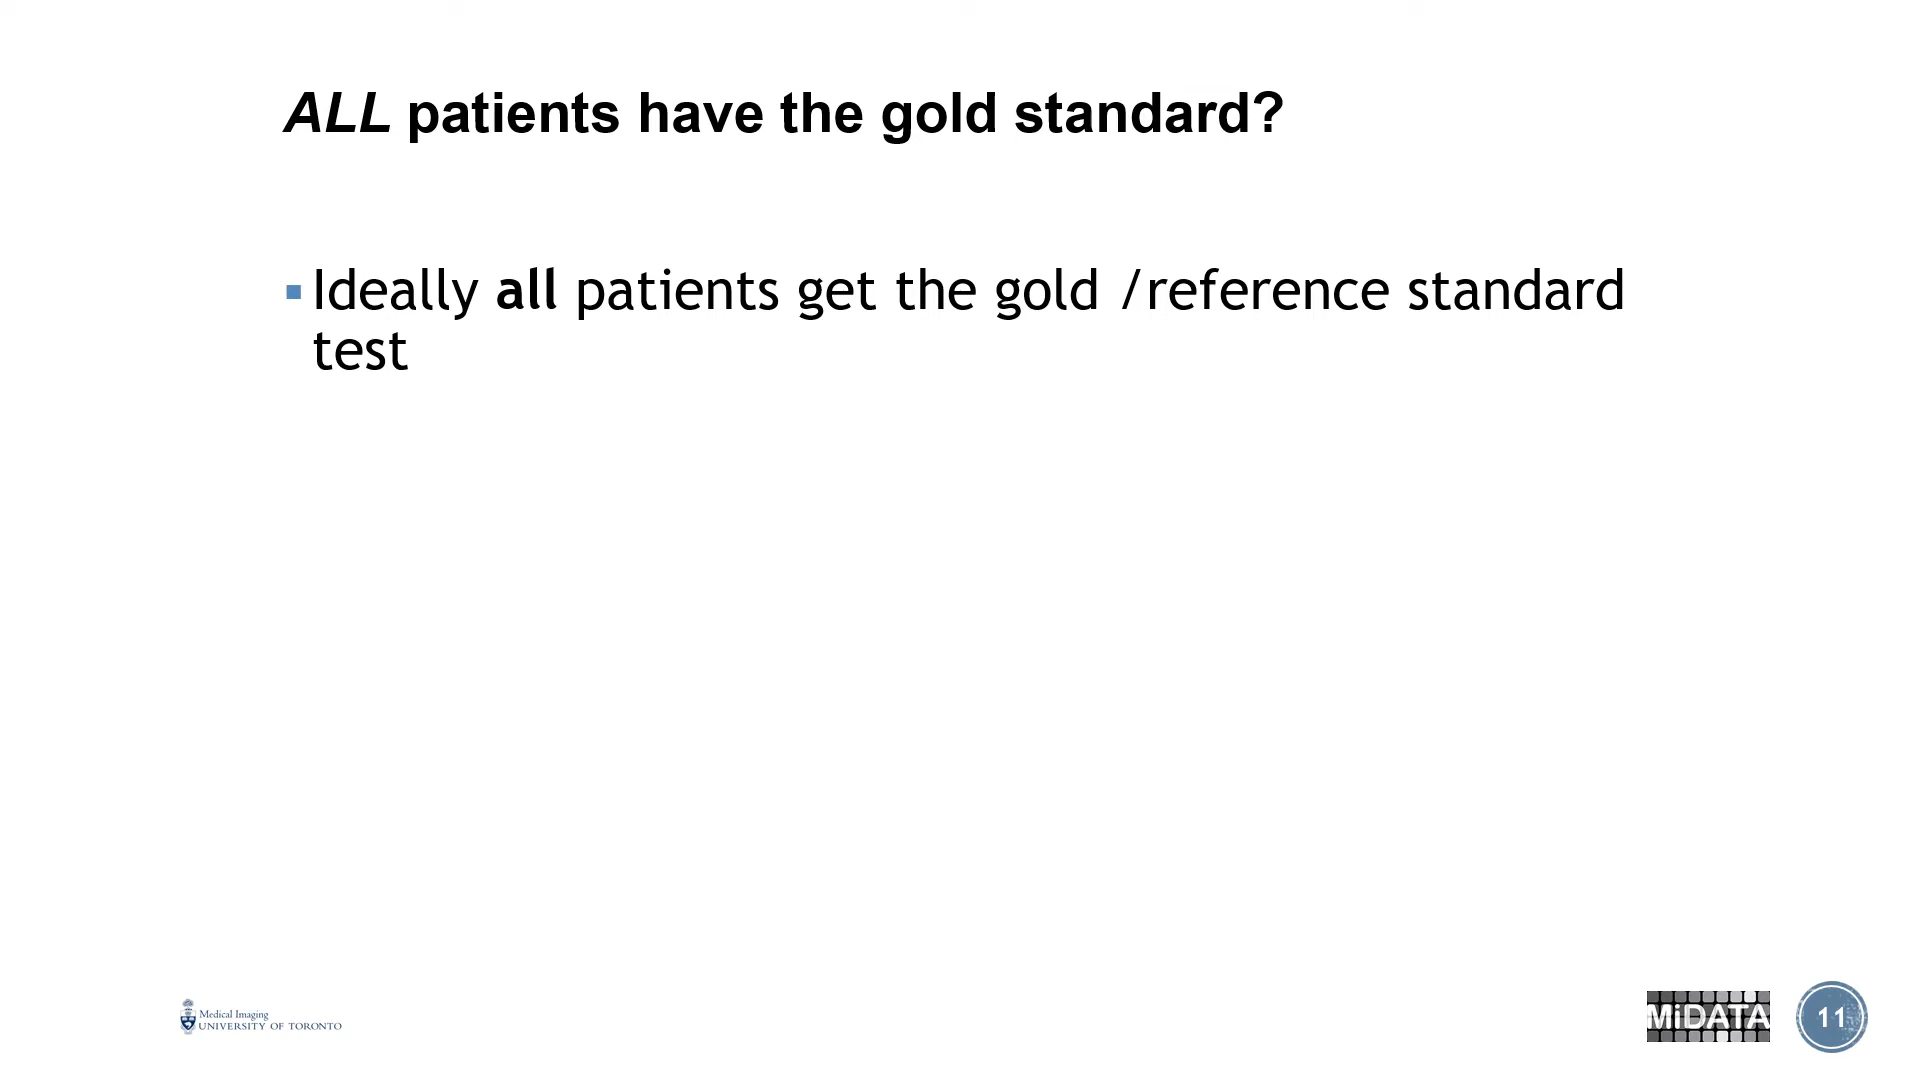 ALL patients have the gold standard?
Ideally all patients get the gold /reference standard
test
Medical Imaging
UNIVERSITY OF TORONTO
MiDATA
11